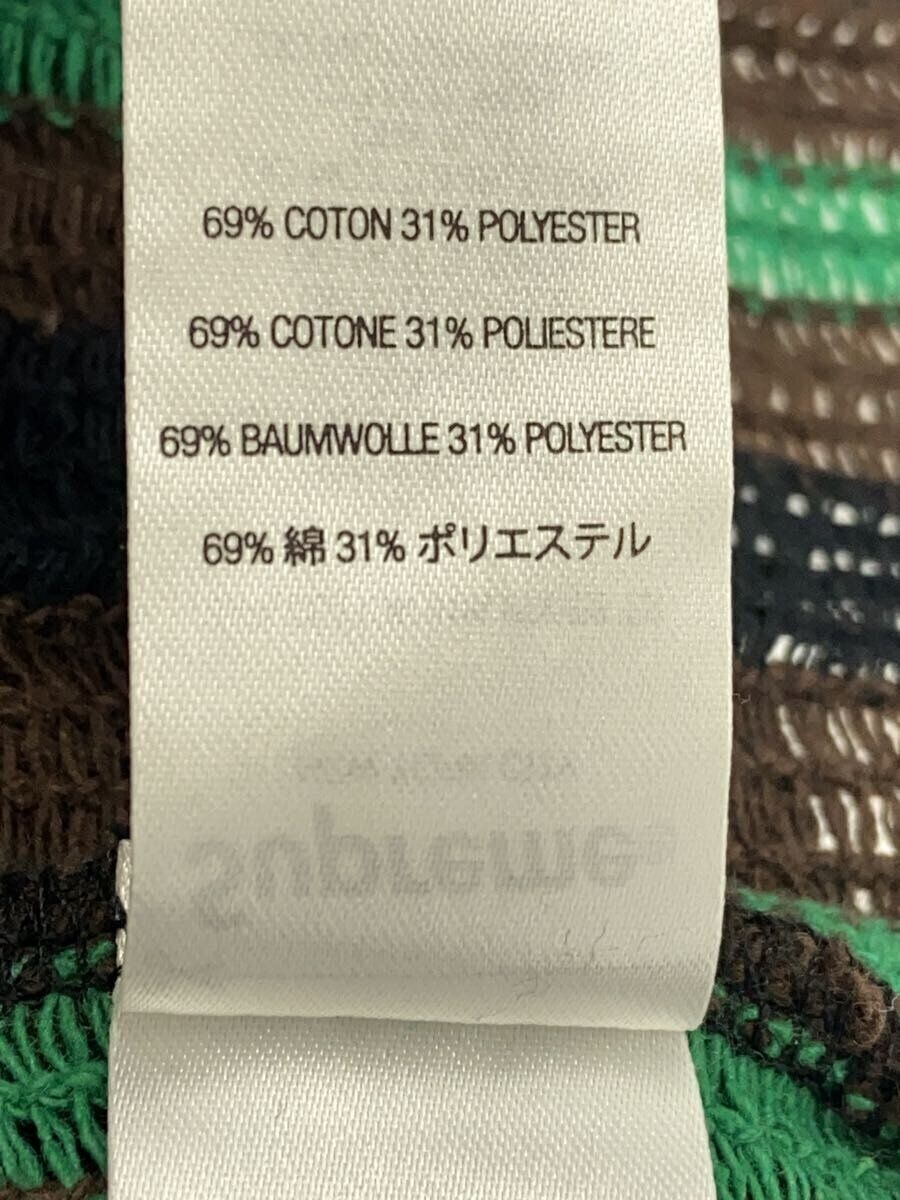 69% COTON 31% POLYESTER
69% COTONE 31% POLIESTERE
69% BAUMWOLLE 31% POLYESTER
69% 綿 31% ポリエステル
Supreme